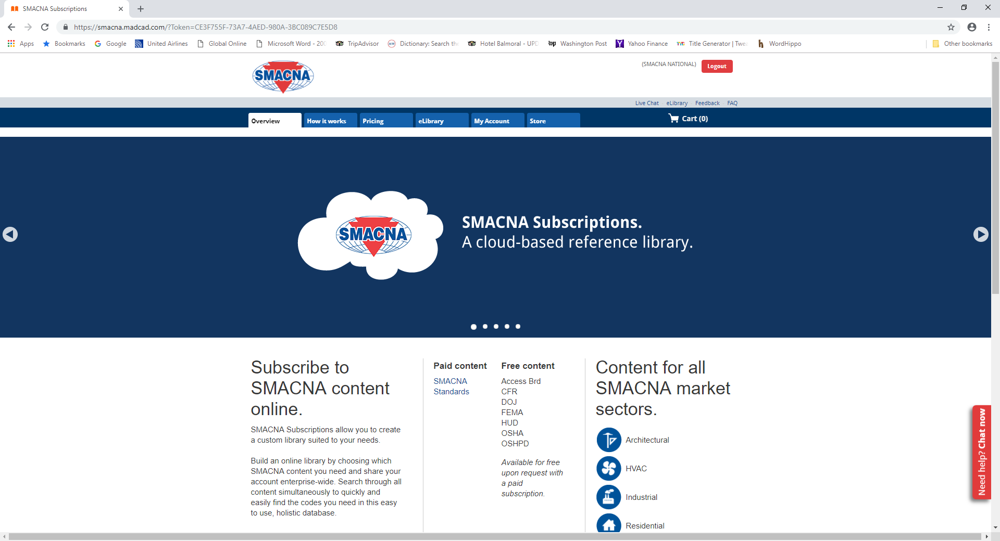 SMACNA Subscriptions
https://smacna.madcad.com/?Token=CE3F755F-73A7-4AED-980A-3BC089C7E5D8
Apps Bookmarks Google United Airlines Global Online Microsoft Word - 200 TripAdvisor Dictionary: Search the Hotel Balmoral - UPD Washington Post Yahoo Finance Title Generator | Twea WordHippo Other bookmarks
SMACNA
(SMACNA NATIONAL) Logout
Live Chat eLibrary Feedback FAQ
Overview How it works Pricing eLibrary My Account Store Cart (0)
SMACNA
SMACNA Subscriptions.
A cloud-based reference library.
Subscribe to
SMACNA content
online.
SMACNA Subscriptions allow you to create
a custom library suited to your needs.
Build an online library by choosing which
SMACNA content you need and share your
account enterprise-wide. Search through all
content simultaneously to quickly and
easily find the codes you need in this easy
to use, holistic database.
Paid content
SMACNA
Standards
Free content
Access Brd
CFR
DOJ
FEMA
HUD
OSHA
OSHPD
Available for free
upon request with
a paid
subscription.
Content for all
SMACNA market
sectors.
Architectural
HVAC
Industrial
Residential
Need help? Chat now